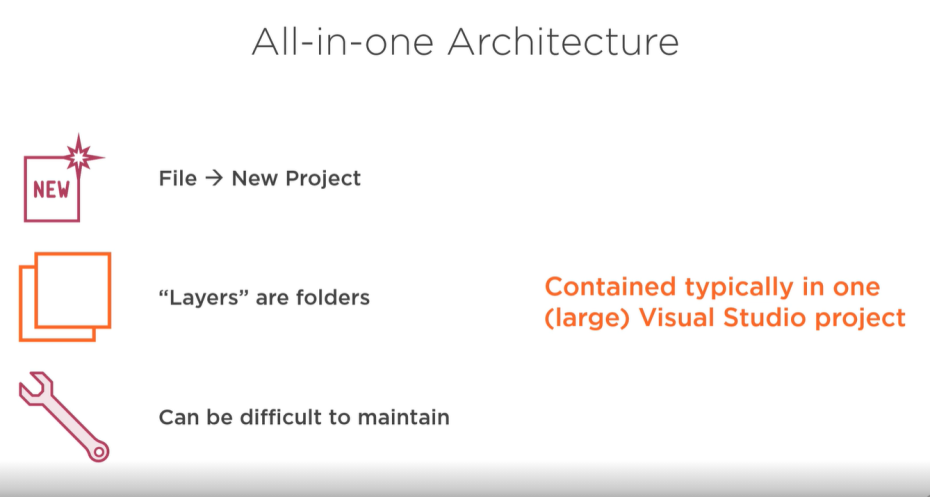 All-in-one Architecture
NEW
File → New Project
“Layers” are folders
Contained typically in one
(large) Visual Studio project
Can be difficult to maintain